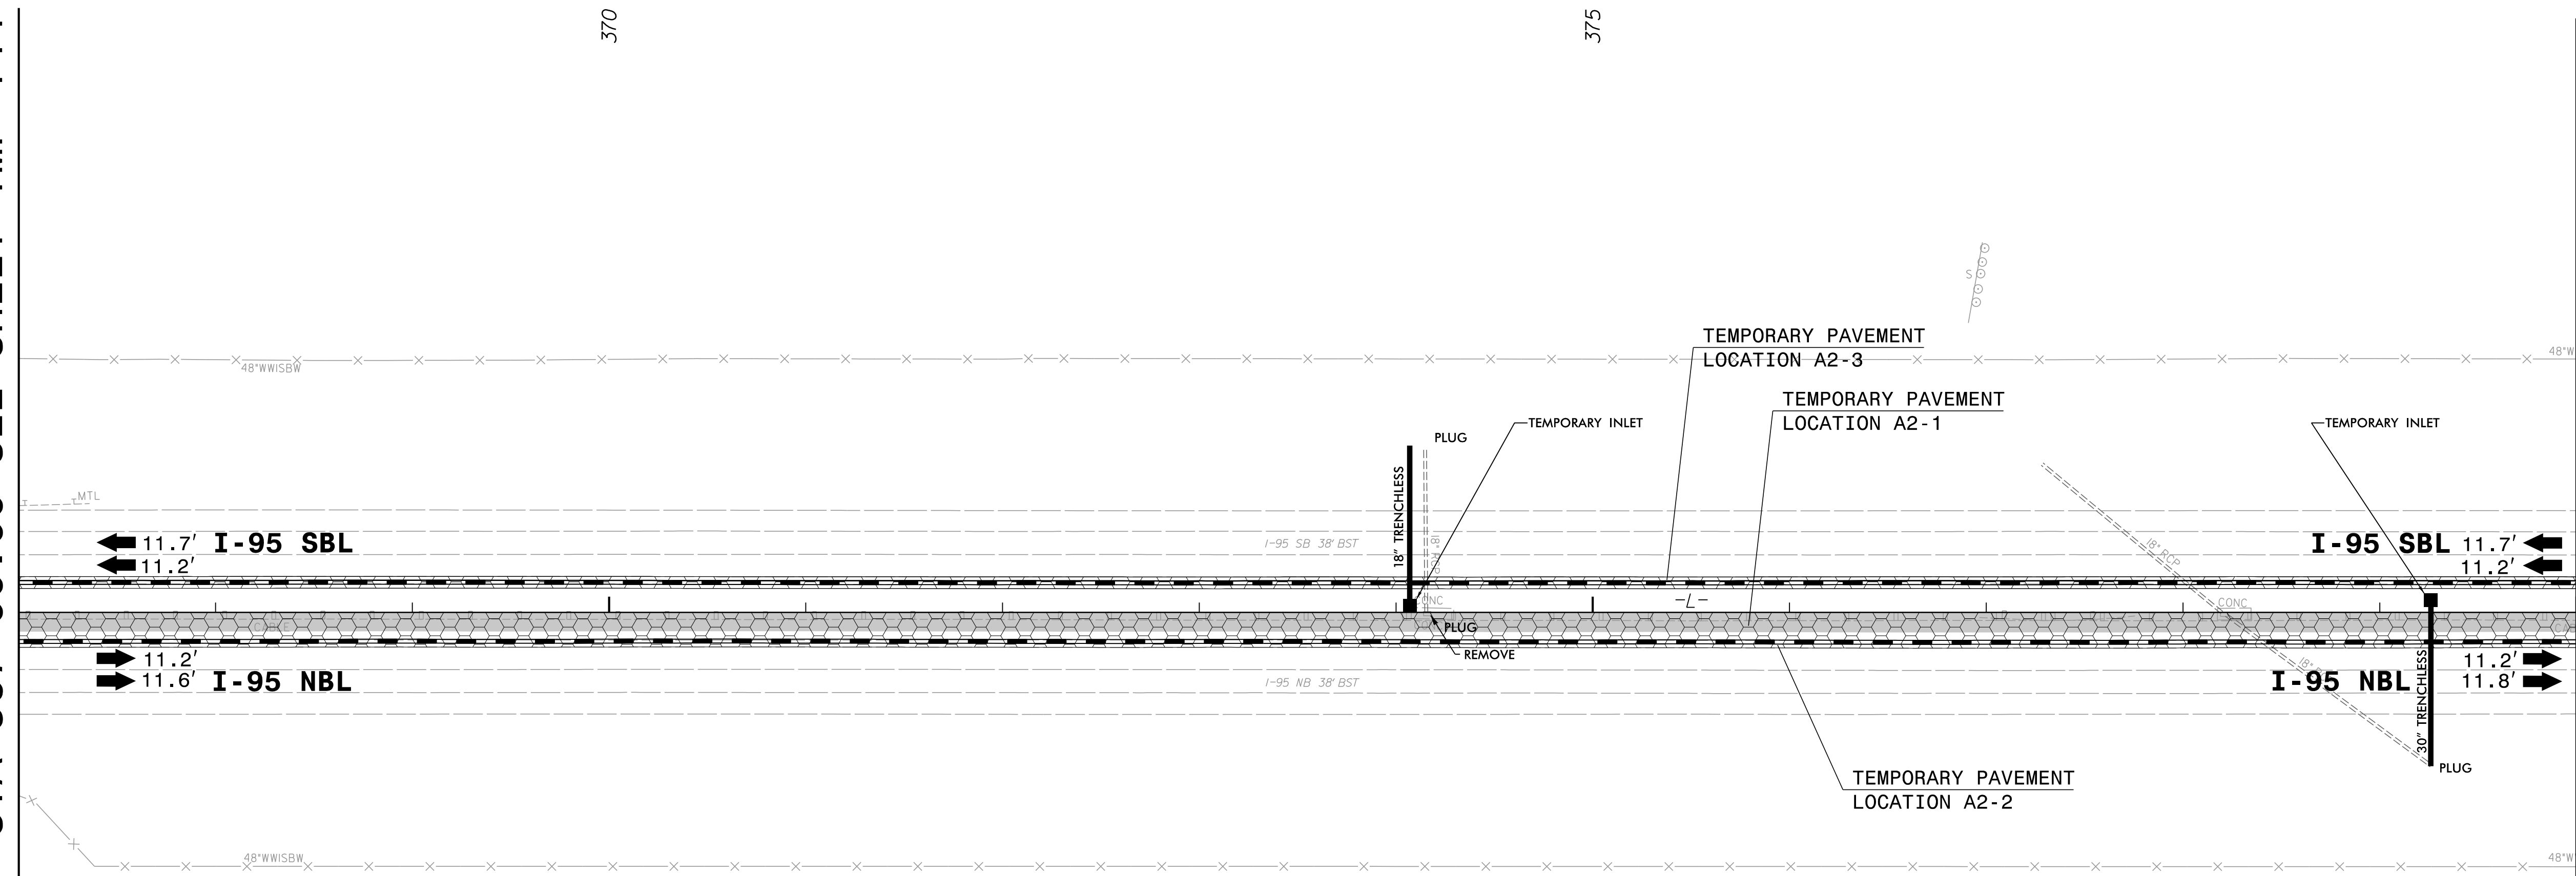 370
375
S
TEMPORARY PAVEMENT
LOCATION A2-3
48"WWISBW
48"W
TEMPORARY PAVEMENT
LOCATION A2-1
TEMPORARY INLET
TEMPORARY INLET
PLUG
18" TRENCHLESS
18" RCP
MTL
11.7' I-95 SBL
11.2'
I-95 SB 38' BST
18" RCP
I-95 SBL 11.7'
11.2'
-L-
CONC
CABLE
PLUG
REMOVE
11.2'
11.6' I-95 NBL
I-95 NB 38' BST
30" TRENCHLESS
11.2'
I-95 NBL 11.8'
PLUG
TEMPORARY PAVEMENT
LOCATION A2-2
48"WWISBW
48"W